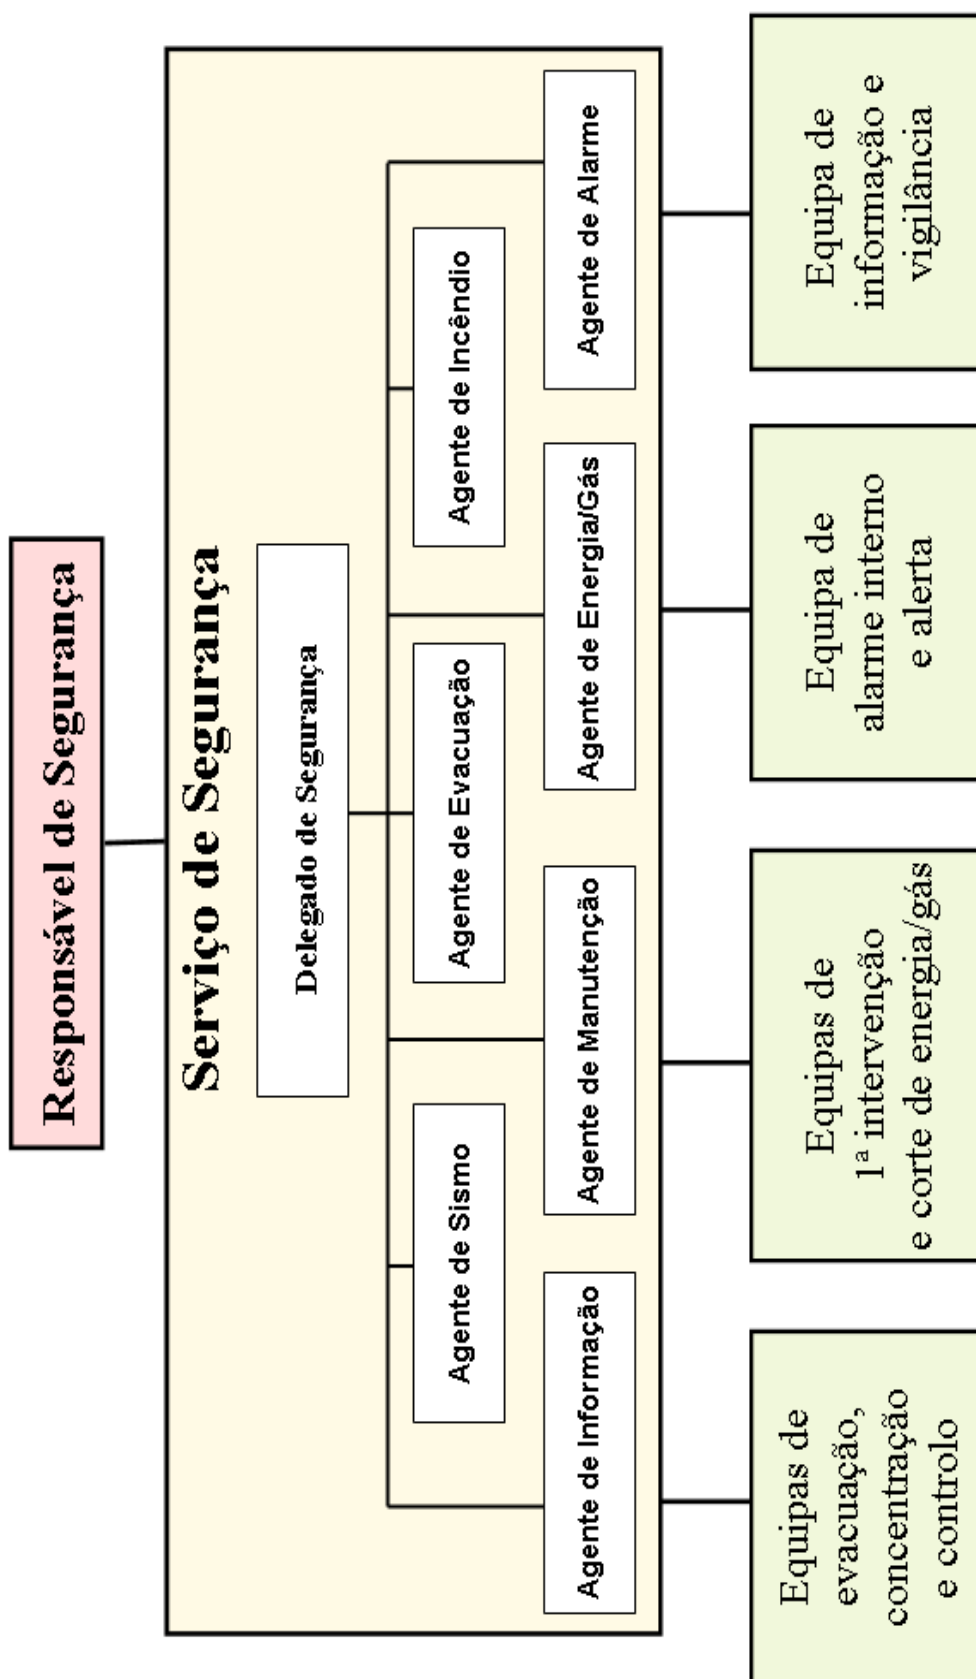 Responsável de Segurança
Serviço de Segurança
Delegado de Segurança
Agente de Sismo
Agente de Evacuação
Agente de Incêndio
Agente de Informação
Agente de Manutenção
Agente de Energia/Gás
Agente de Alarme
Equipas de
evacuação,
concentração
e controlo
Equipas de
1ª intervenção
e corte de energia/gás
Equipa de
alarme interno
e alerta
Equipa de
informação e
vigilância